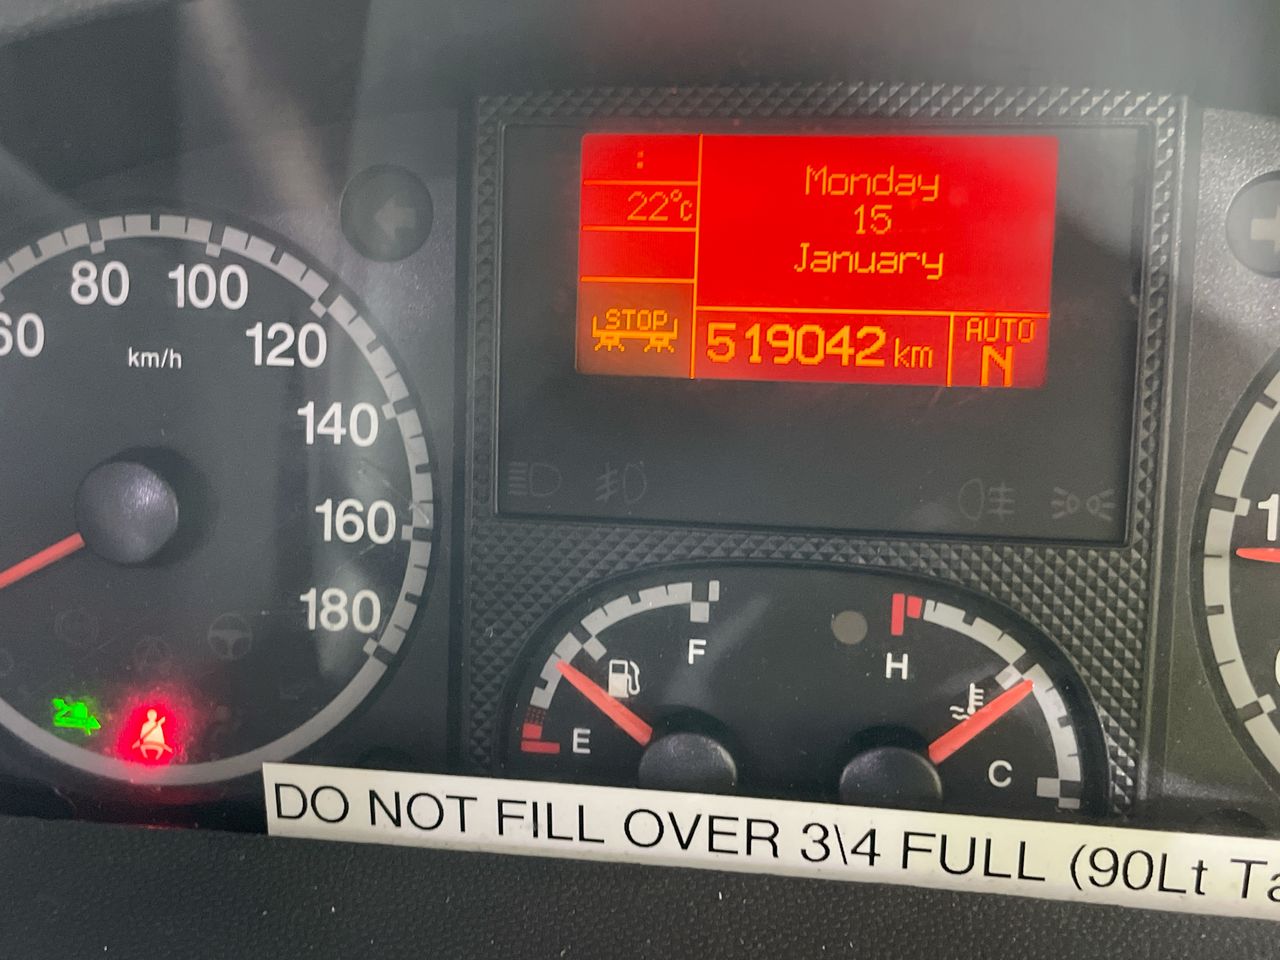 :
22°C
Monday
15
January
STOP
519042 km
AUTO
N
60
80
100
120
140
160
180
km/h
F
E
H
C
DO NOT FILL OVER 3\4 FULL (90Lt